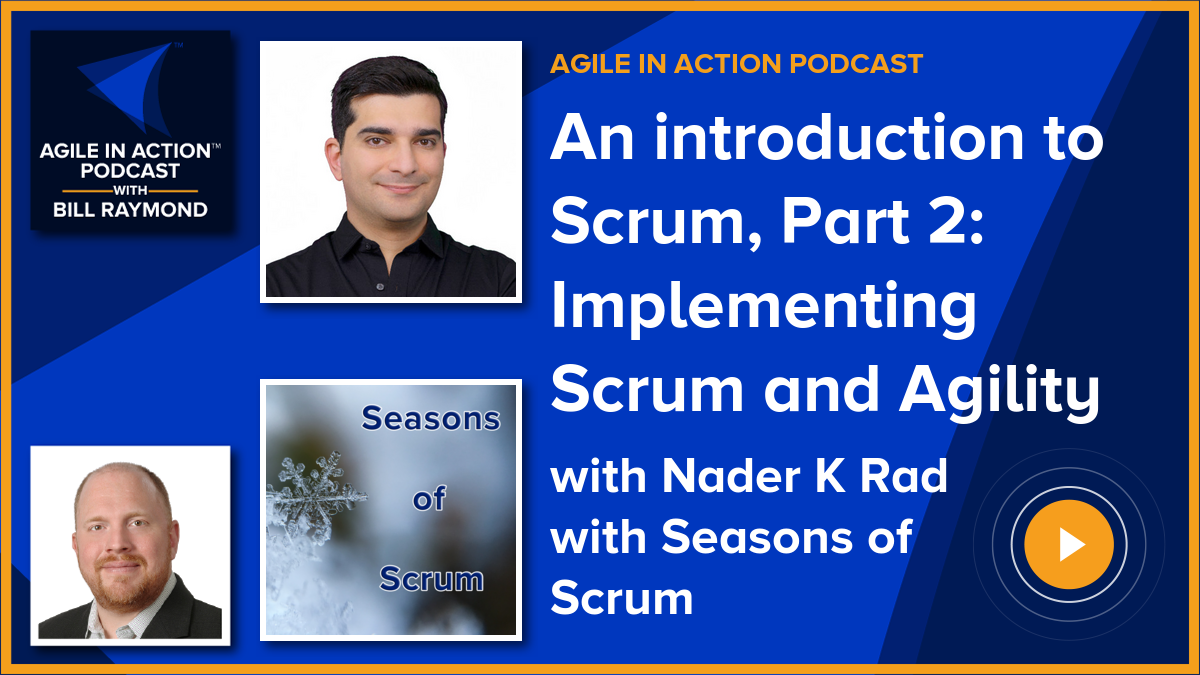 AGILE IN ACTION™
PODCAST
WITH
BILL RAYMOND
AGILE IN ACTION PODCAST
An introduction to
Scrum, Part 2:
Implementing
Scrum and Agility
with Nader K Rad
with Seasons of
Scrum
Seasons
of
Scrum